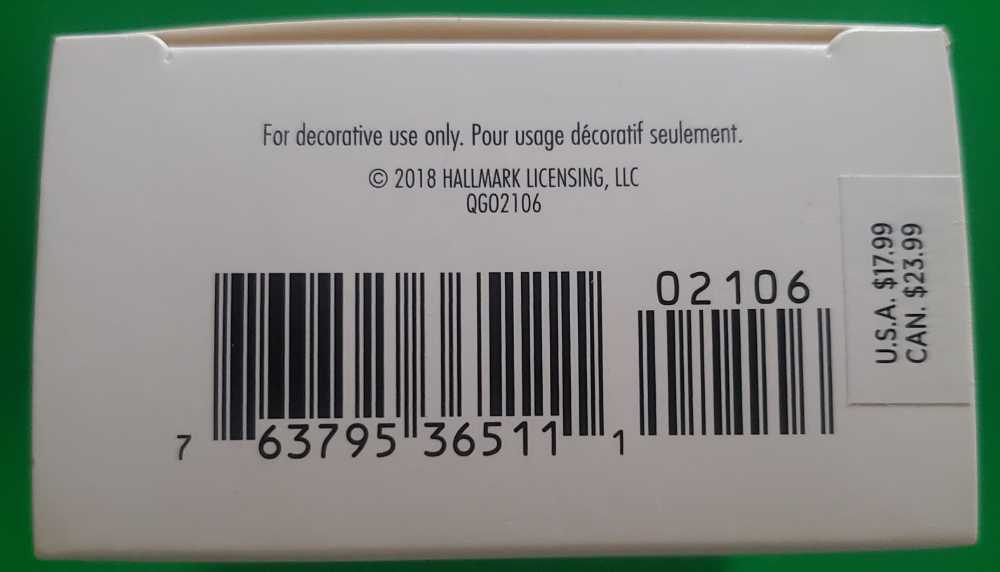 For decorative use only. Pour usage décoratif seulement.
© 2018 HALLMARK LICENSING, LLC
QGO2106
02106
7 63795 36511 1
U.S.A. $17.99
CAN. $23.99